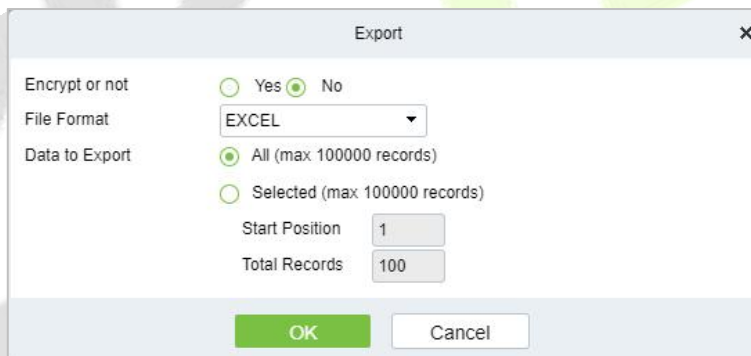 Export
Encrypt or not Yes No
File Format EXCEL
Data to Export All (max 100000 records)
Selected (max 100000 records)
Start Position 1
Total Records 100
OK Cancel